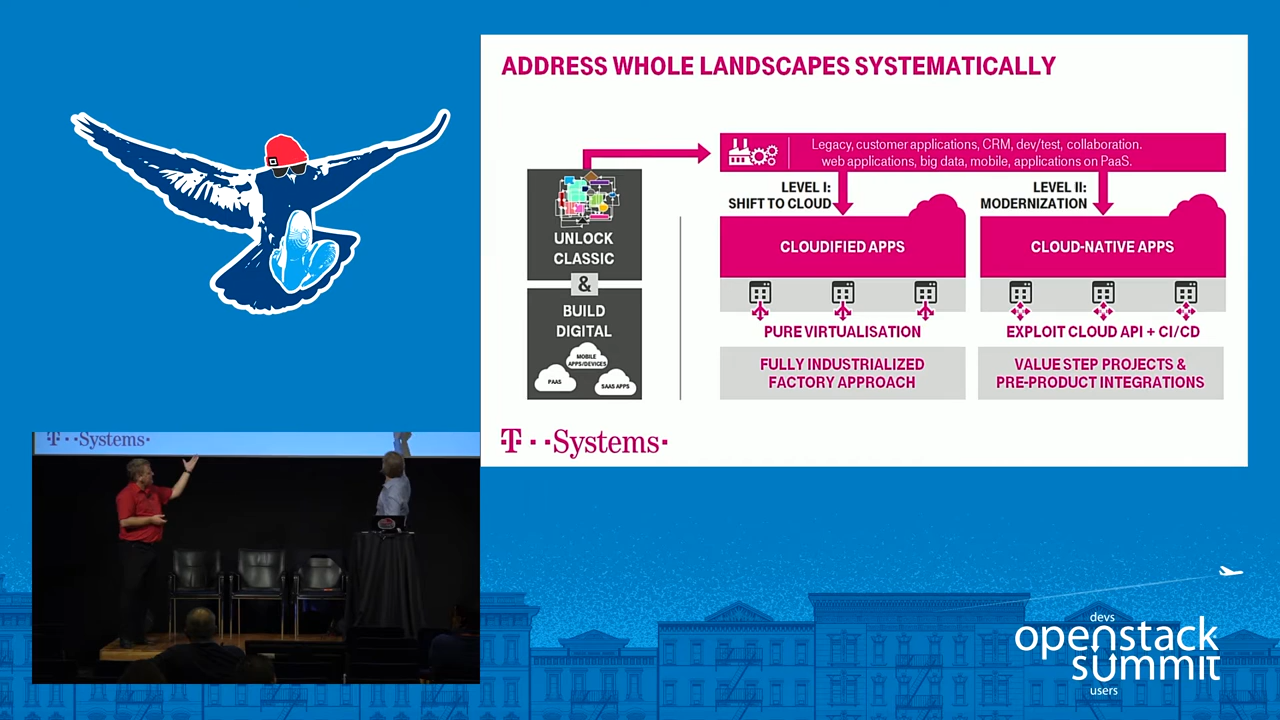 ADDRESS WHOLE LANDSCAPES SYSTEMATICALLY
Legacy, customer applications, CRM, dev/test, collaboration.
web applications, big data, mobile, applications on PaaS.
UNLOCK
CLASSIC
&
BUILD
DIGITAL
MOBILE
APPS/DEVICES
PAAS
SAAS APPS
LEVEL I:
SHIFT TO CLOUD
CLOUDIFIED APPS
PURE VIRTUALISATION
FULLY INDUSTRIALIZED
FACTORY APPROACH
LEVEL II:
MODERNIZATION
CLOUD-NATIVE APPS
EXPLOIT CLOUD API + CI/CD
VALUE STEP PROJECTS &
PRE-PRODUCT INTEGRATIONS
T · · Systems ·
T · · Systems ·
devs
openstack
summit
users